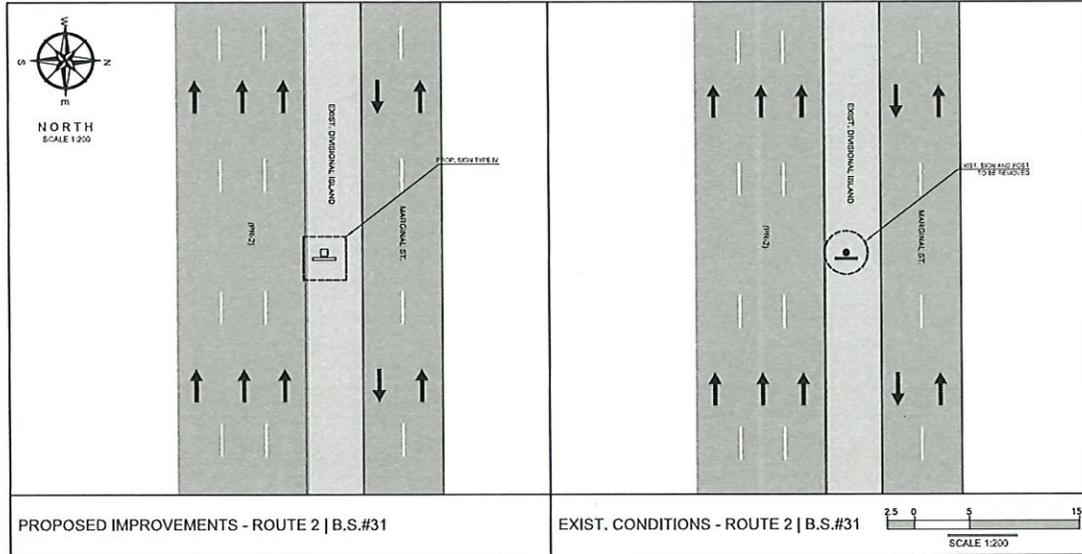 W
S
N
E
NORTH
SCALE 1:200
EXIST. DIVISIONAL ISLAND
PROP. SIGN TYPE IV
(PR-2)
MARGINAL ST.
PROPOSED IMPROVEMENTS - ROUTE 2 | B.S.#31
EXIST. DIVISIONAL ISLAND
XIST. SIGN AND POST
TO BE REMOVED
(PR-2)
MARGINAL ST.
EXIST. CONDITIONS - ROUTE 2 | B.S.#31
2.5 0 5 15
SCALE 1:200